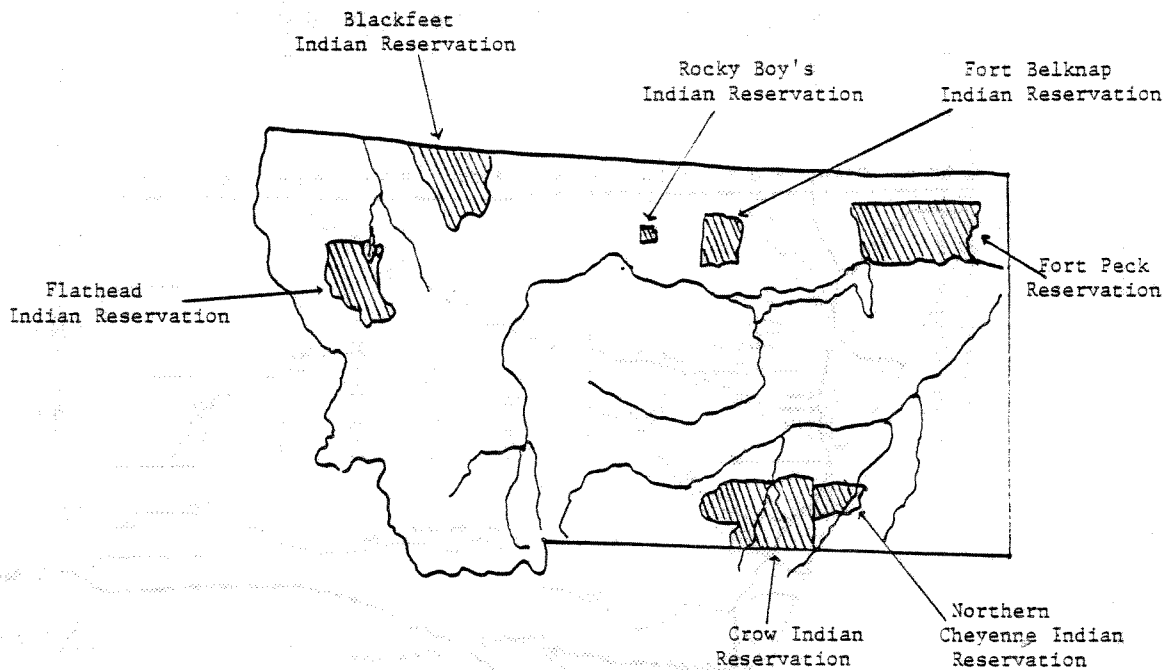 Blackfeet
Indian Reservation
Rocky Boy's
Indian Reservation
Fort Belknap
Indian Reservation
Fort Peck
Reservation
Flathead
Indian Reservation
Northern
Cheyenne Indian
Reservation
Crow Indian
Reservation